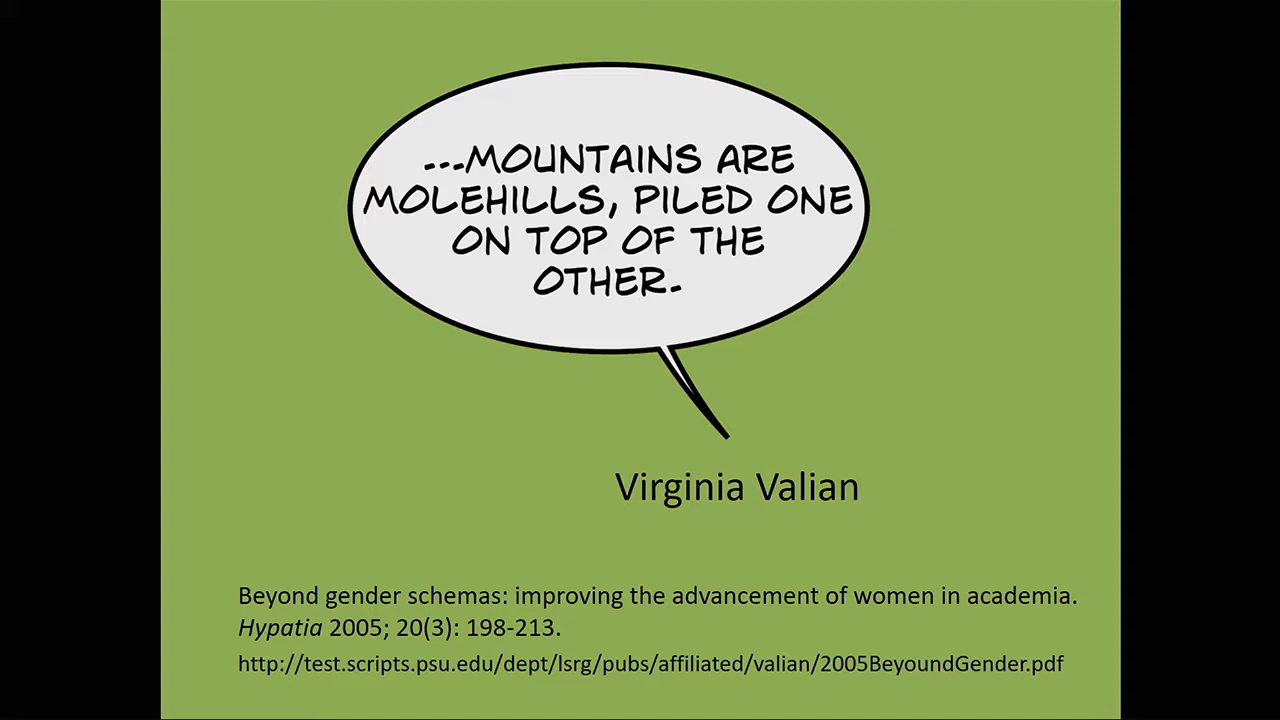 ...MOUNTAINS ARE
MOLEHILLS, PILED ONE
ON TOP OF THE
OTHER.
Virginia Valian
Beyond gender schemas: improving the advancement of women in academia.
Hypatia 2005; 20(3): 198-213.
http://test.scripts.psu.edu/dept/lsrg/pubs/affiliated/valian/2005BeyoundGender.pdf